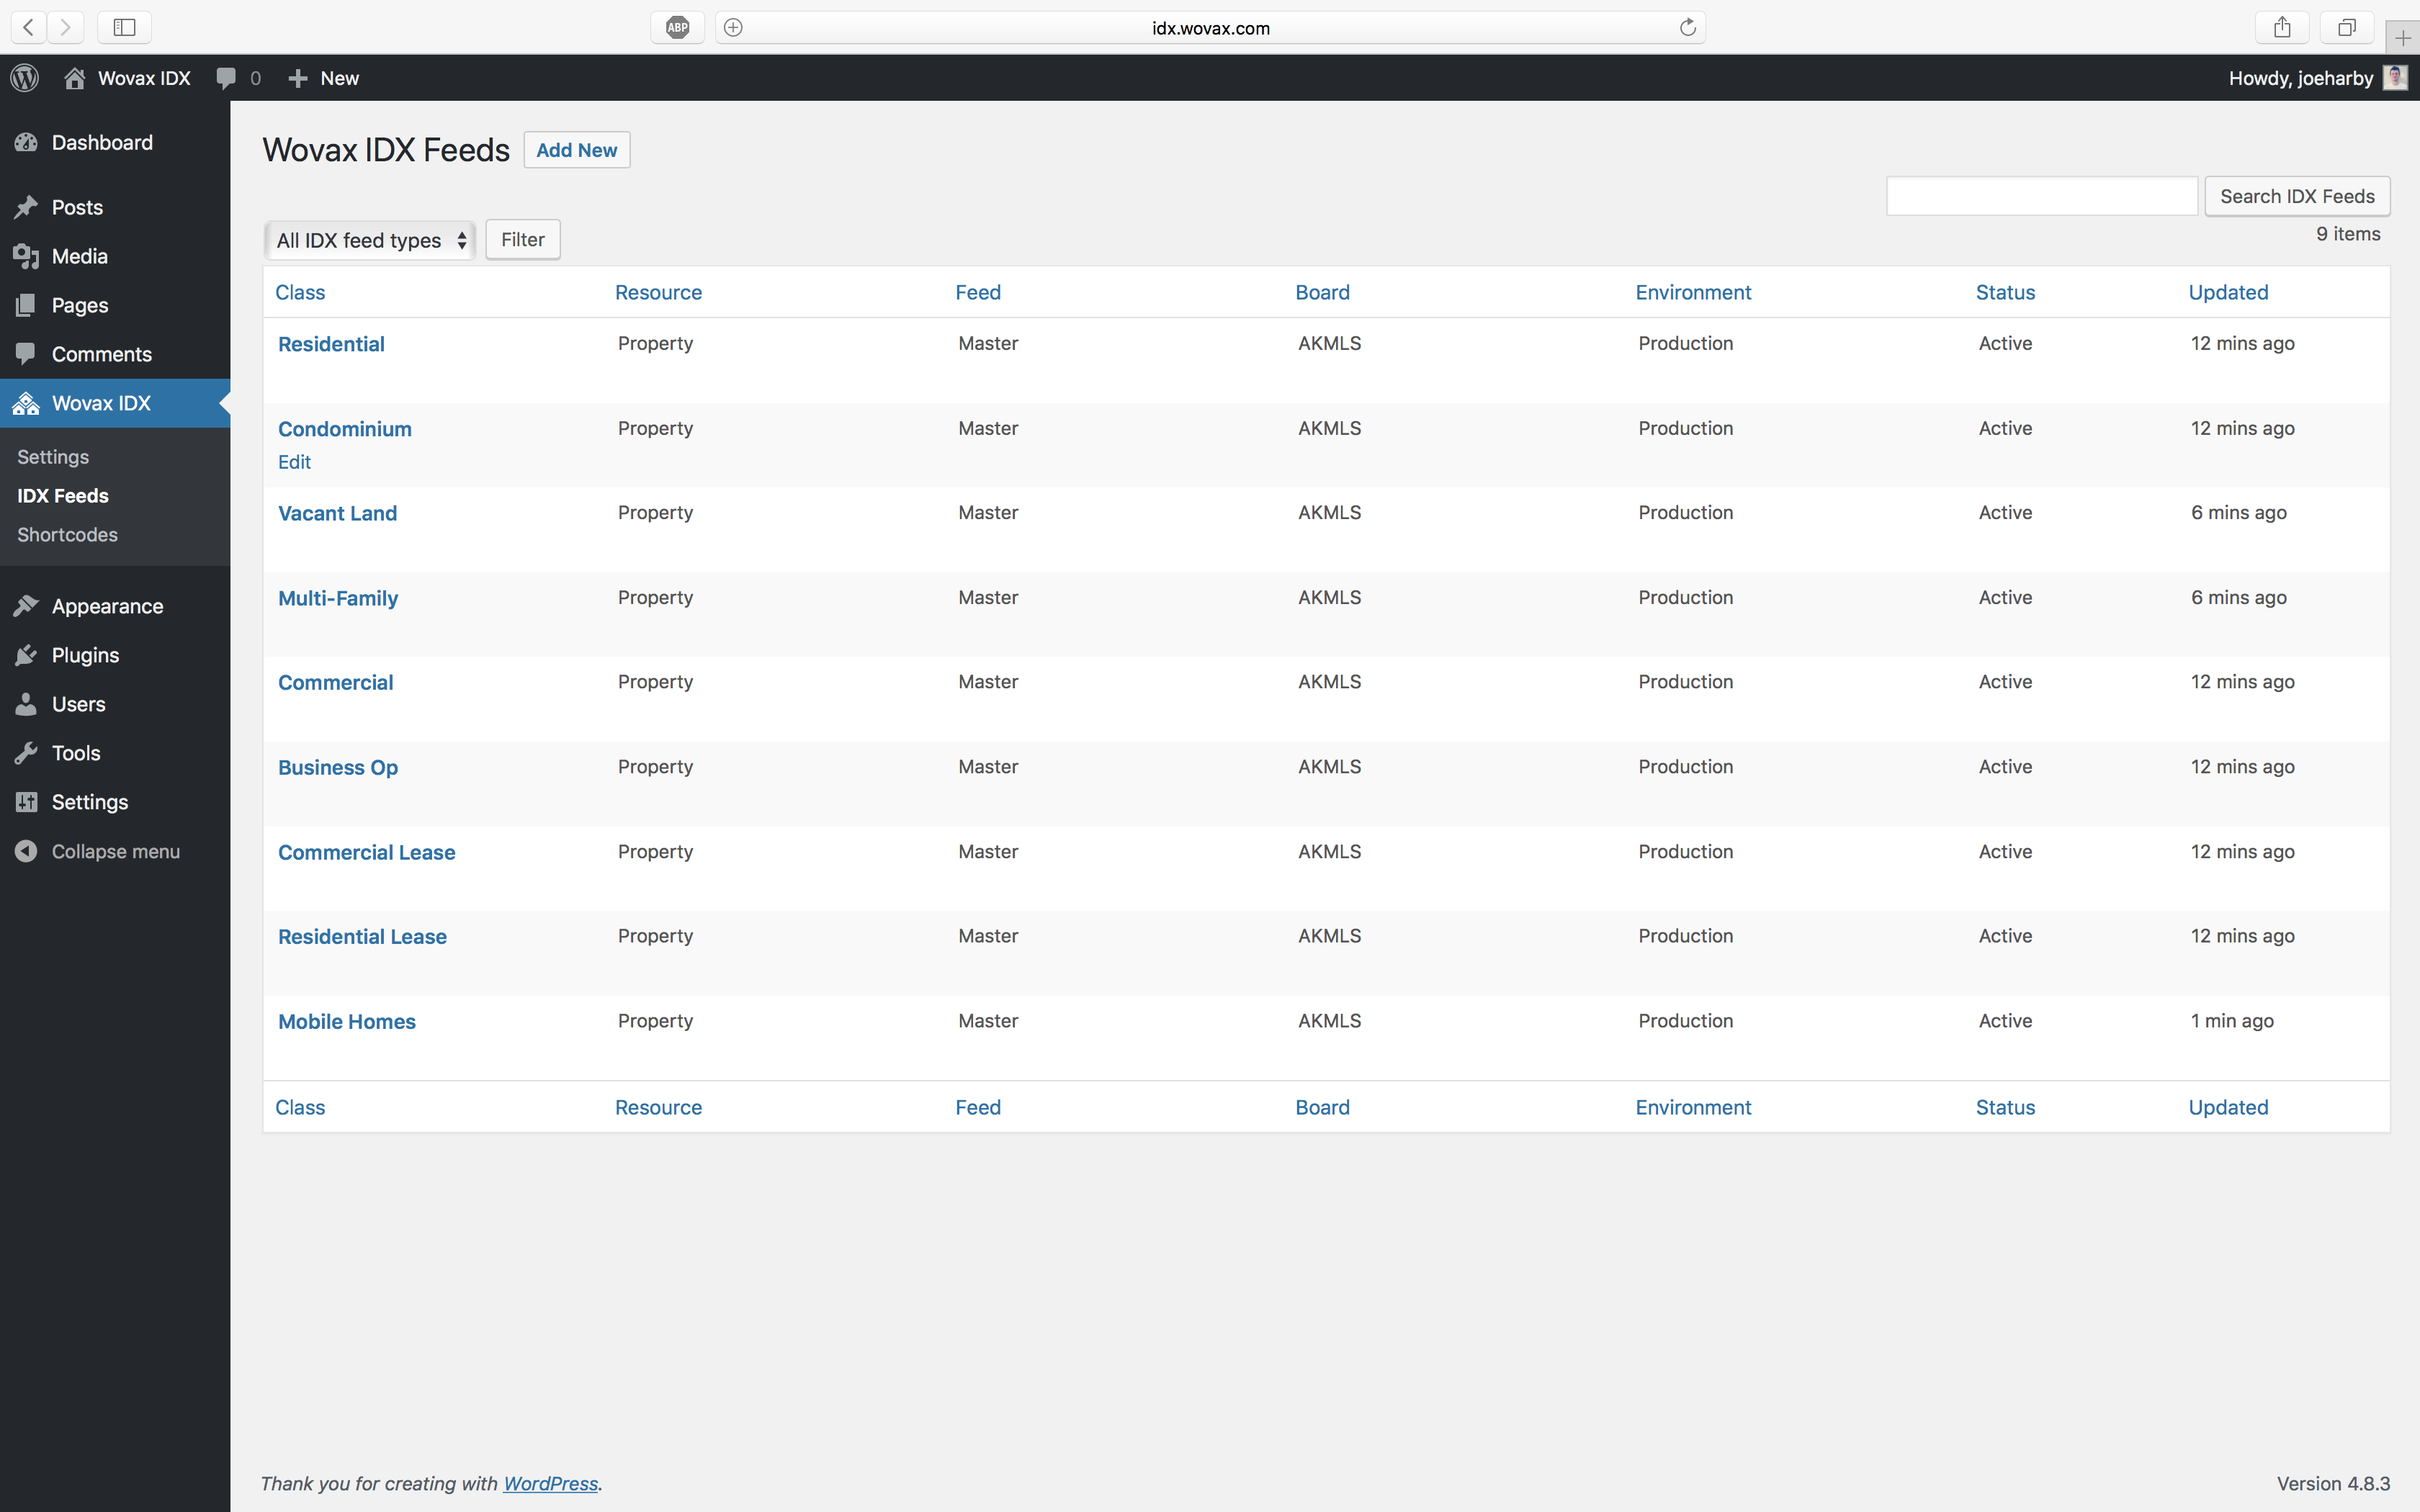 ABP
idx.wovax.com
Wovax IDX 0 New Howdy, joeharby
Dashboard
Posts
Media
Pages
Comments
Wovax IDX
Settings
IDX Feeds
Shortcodes
Appearance
Plugins
Users
Tools
Settings
Collapse menu
Wovax IDX Feeds Add New
Search IDX Feeds
All IDX feed types Filter 9 items
Class Resource Feed Board Environment Status Updated
Residential Property Master AKMLS Production Active 12 mins ago
Condominium Property Master AKMLS Production Active 12 mins ago
Edit
Vacant Land Property Master AKMLS Production Active 6 mins ago
Multi-Family Property Master AKMLS Production Active 6 mins ago
Commercial Property Master AKMLS Production Active 12 mins ago
Business Op Property Master AKMLS Production Active 12 mins ago
Commercial Lease Property Master AKMLS Production Active 12 mins ago
Residential Lease Property Master AKMLS Production Active 12 mins ago
Mobile Homes Property Master AKMLS Production Active 1 min ago
Class Resource Feed Board Environment Status Updated
Thank you for creating with WordPress. Version 4.8.3